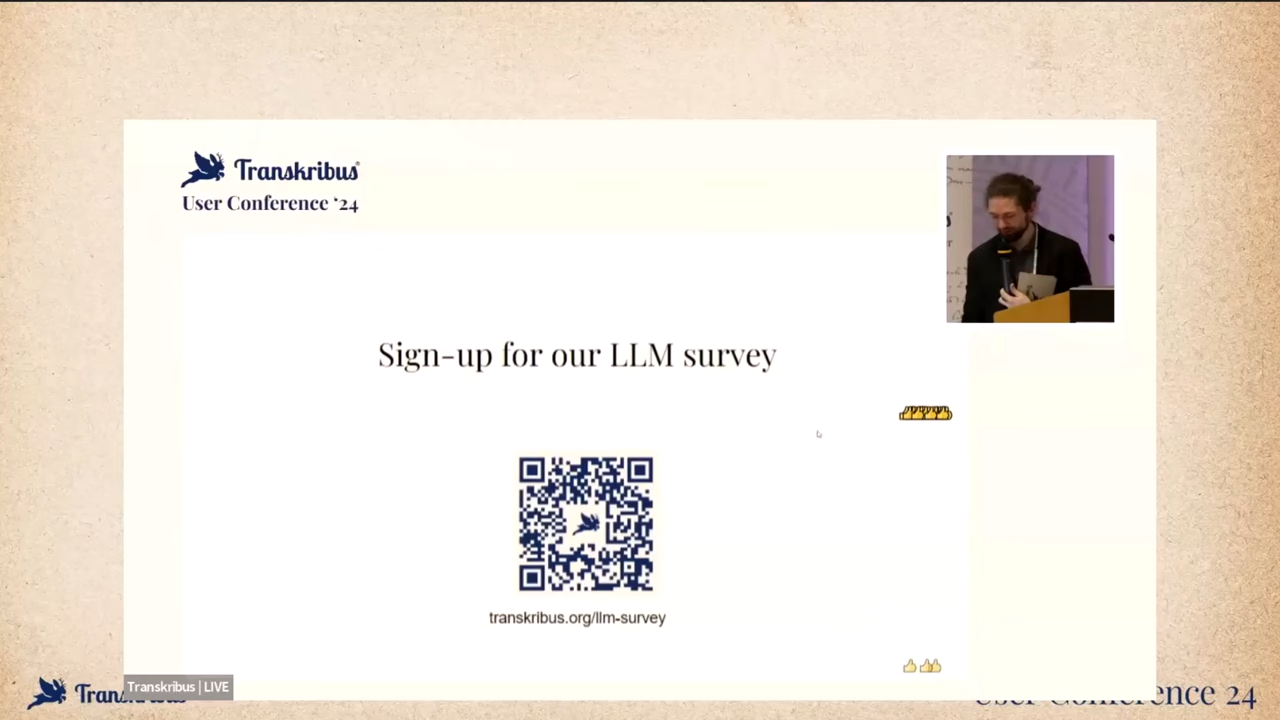 Transkribus
User Conference ‘24
Sign-up for our LLM survey
transkribus.org/llm-survey
Transkribus | LIVE
Transkribus
User Conference 24